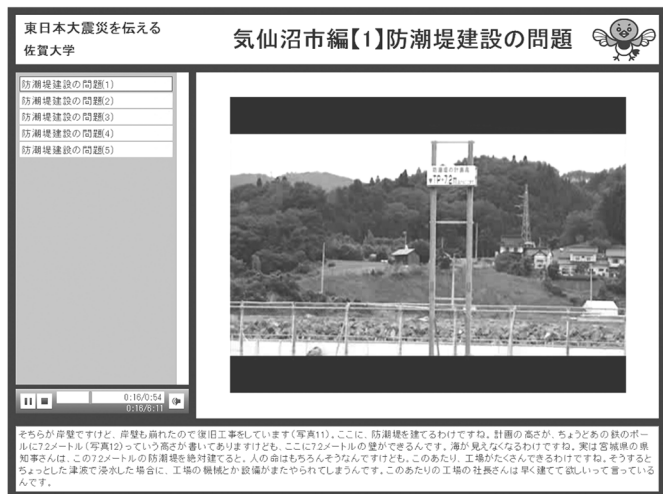 東日本大震災を伝える
佐賀大学
気仙沼市編【1】防潮堤建設の問題
防潮堤建設の問題(1)
防潮堤建設の問題(2)
防潮堤建設の問題(3)
防潮堤建設の問題(4)
防潮堤建設の問題(5)
0:16/0:54
0:16/6:11
そちらが岸壁ですけど、岸壁も崩れたので復旧工事をしています(写真11)。ここに、防潮堤を建てるわけですね。計画の高さが、ちょうどあの鉄のポー
ルに7.2メートル(写真12)っていう高さが書いてありますけども、ここに7.2メートルの壁ができるんです。海が見えなくなるわけですね。実は宮城県の県
知事さんは、この7.2メートルの防潮堤を絶対建てると。人の命はもちろんそうなんですけども。このあたり、工場がたくさんできるわけですね。そうすると
ちょっとした津波で浸水した場合に、工場の機械とか設備がまたやられてしまうんです。このあたりの工場の社長さんは早く建てて欲しいって言っている
んです。